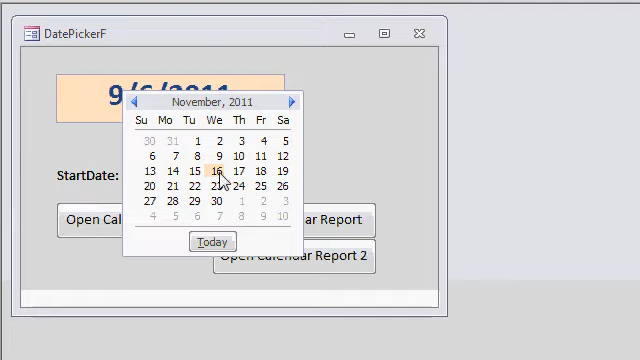 DatePickerF
9/6/2011
November, 2011
Su Mo Tu We Th Fr Sa
30 31 1 2 3 4 5
6 7 8 9 10 11 12
13 14 15 16 17 18 19
StartDate:
20 21 22 23 24 25 26
27 28 29 30 1 2 3
4 5 6 7 8 9 10
Open Cal
ar Report
Today
Open Calendar Report 2